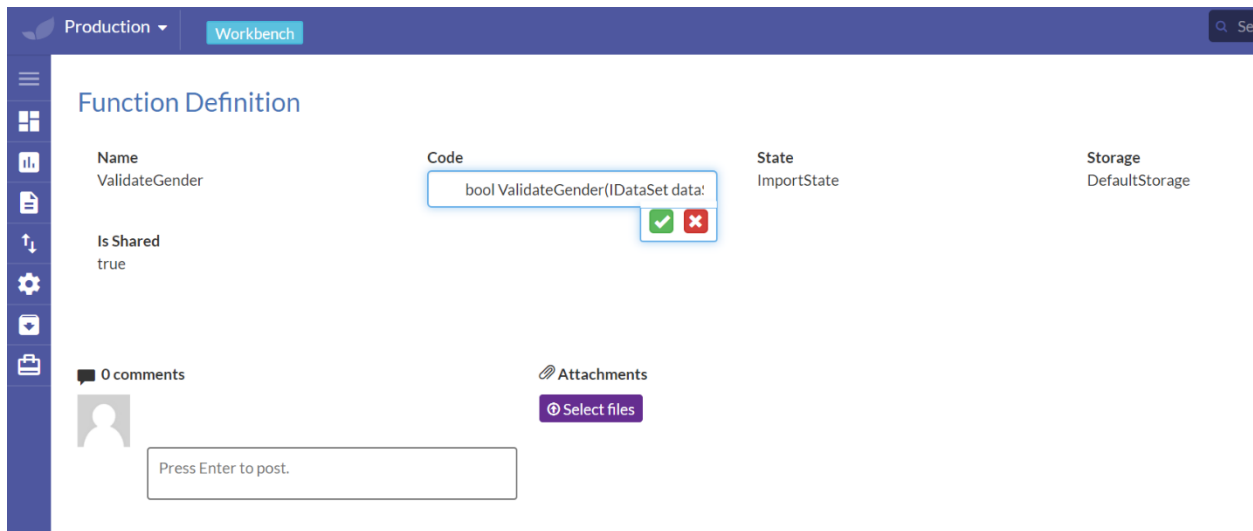 Production
Workbench
Se
Function Definition
Name
ValidateGender
Code
bool ValidateGender(IDataSet data
State
ImportState
Storage
DefaultStorage
Is Shared
true
0 comments
Attachments
Select files
Press Enter to post.